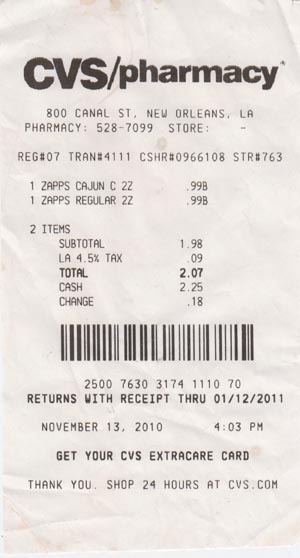 CVS/pharmacy
800 CANAL ST, NEW ORLEANS, LA
PHARMACY: 528-7099 STORE: -
REG#07 TRAN#4111 CSHR#0966108 STR#763
1 ZAPPS CAJUN C 2Z .99B
1 ZAPPS REGULAR 2Z .99B
2 ITEMS
SUBTOTAL 1.98
LA 4.5% TAX .09
TOTAL 2.07
CASH 2.25
CHANGE .18
2500 7630 3174 1110 70
RETURNS WITH RECEIPT THRU 01/12/2011
NOVEMBER 13, 2010 4:03 PM
GET YOUR CVS EXTRACARE CARD
THANK YOU. SHOP 24 HOURS AT CVS.COM